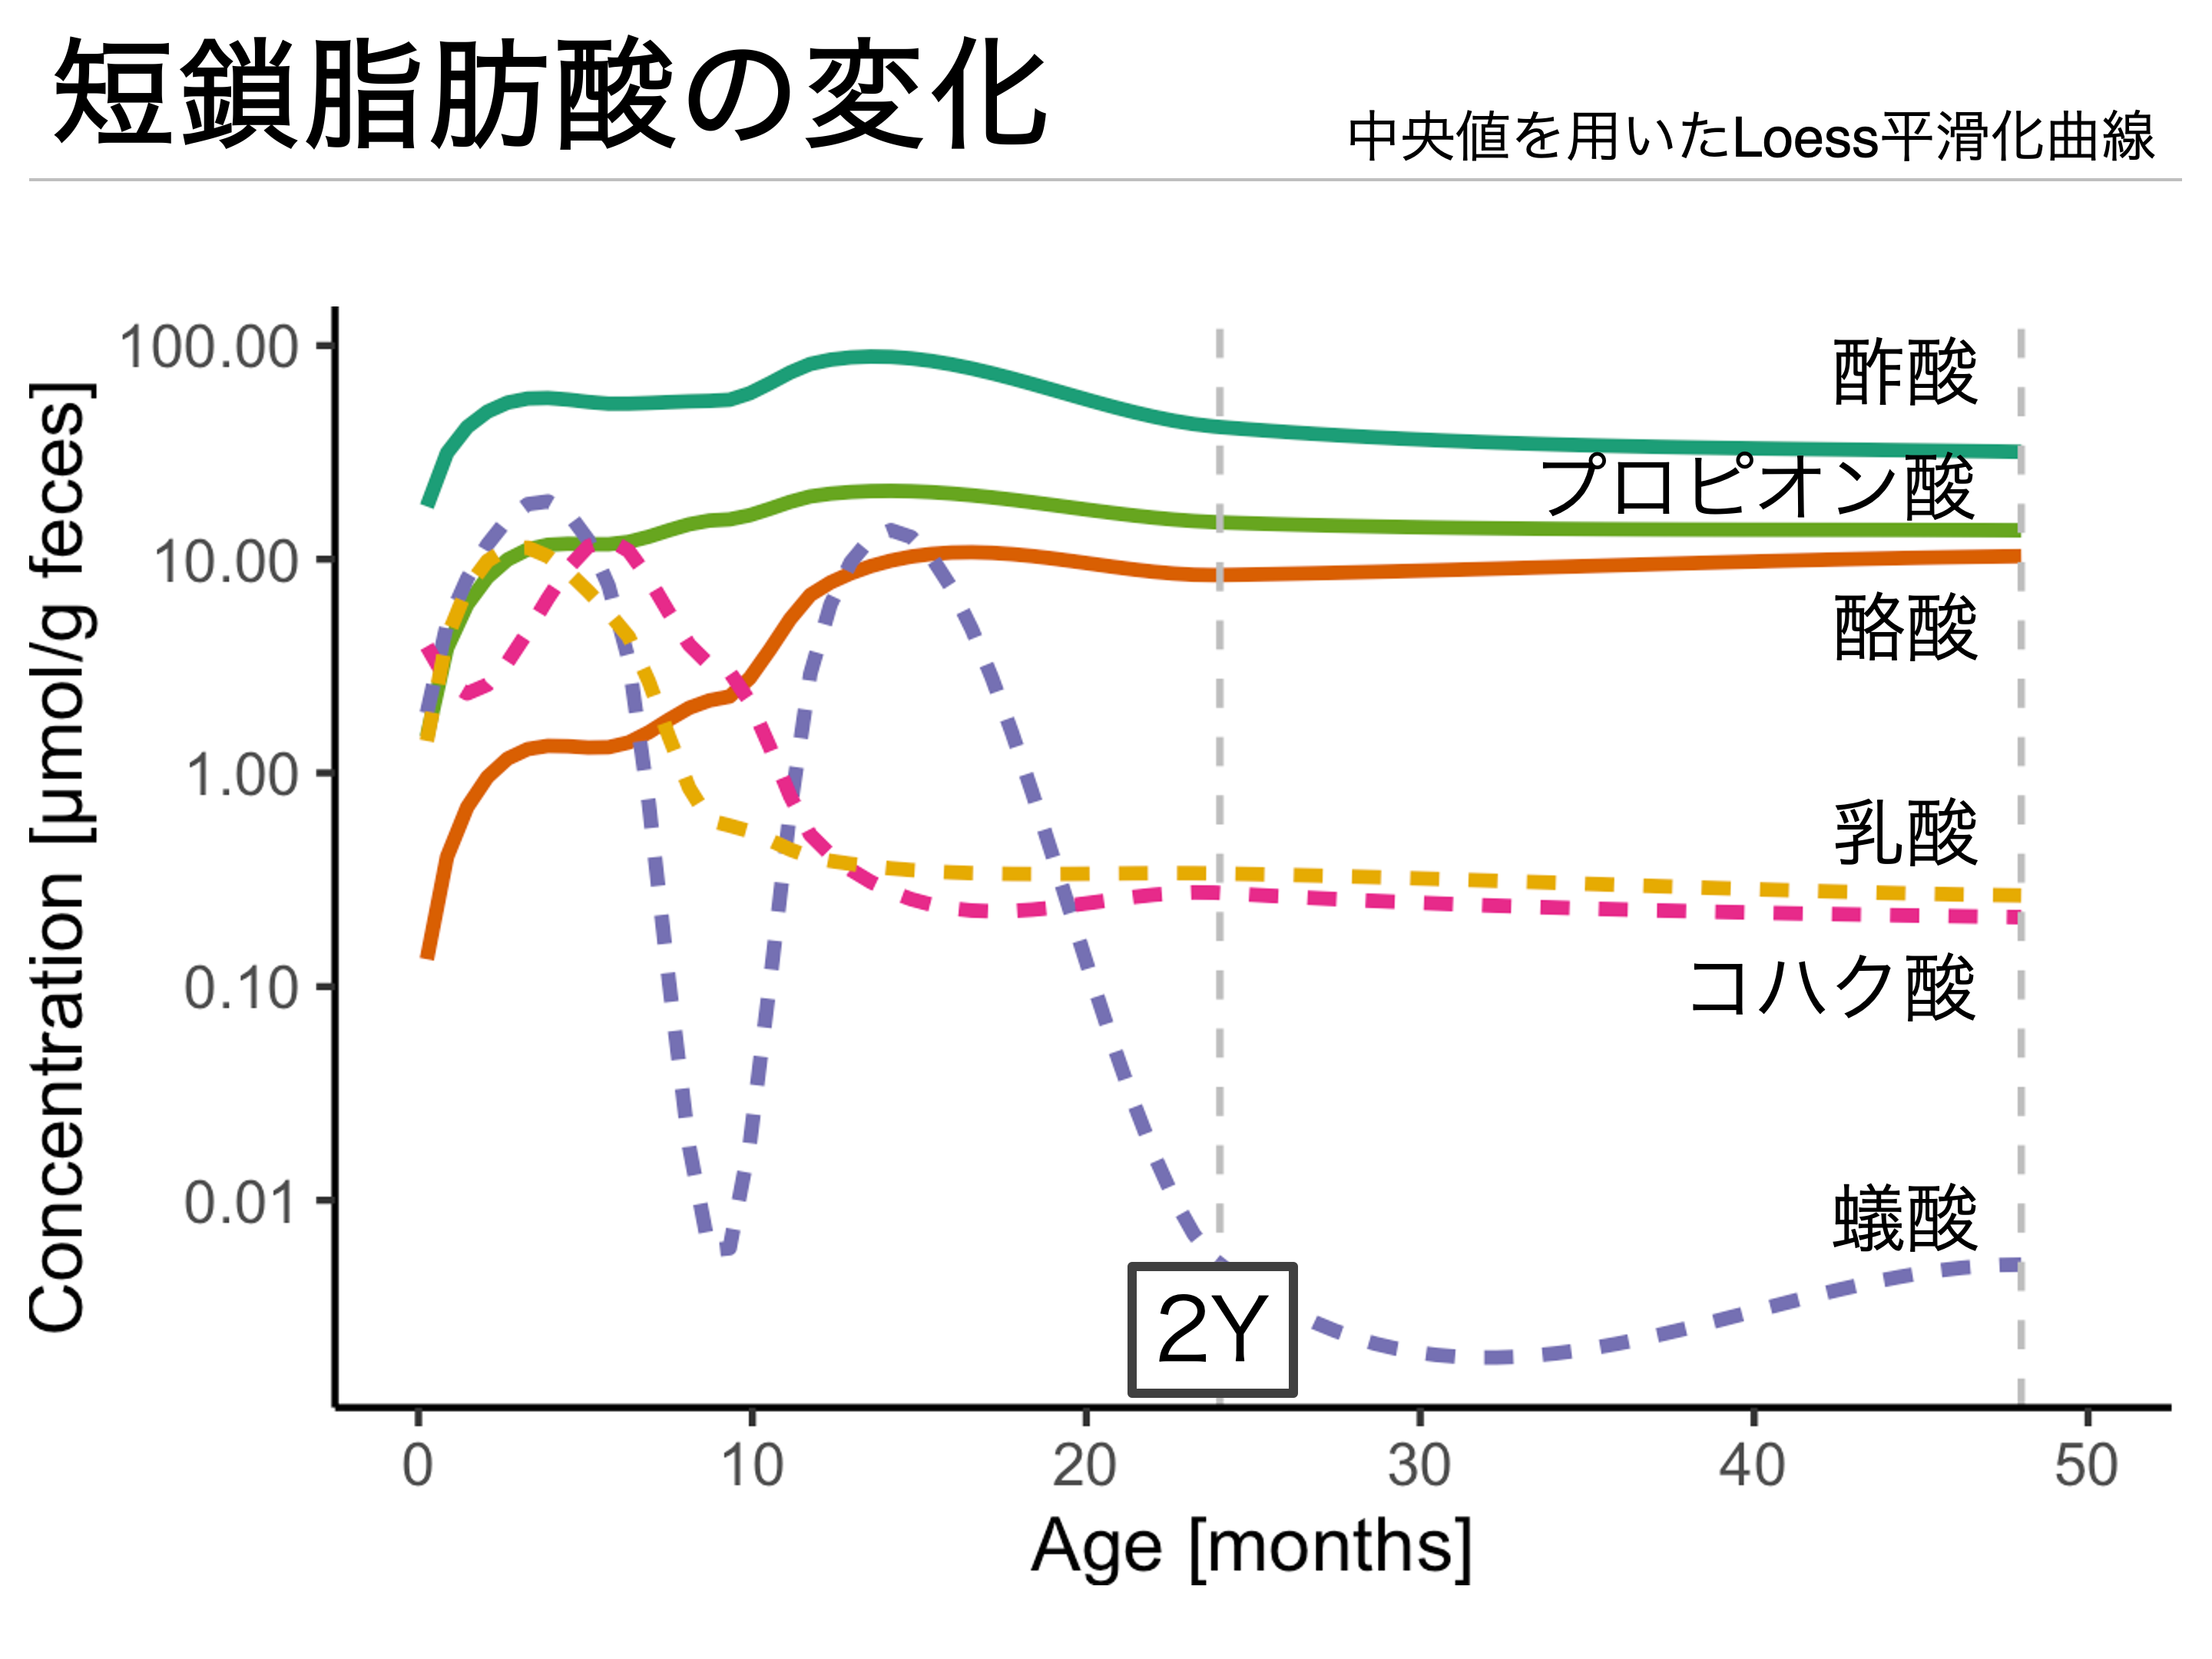 短鎖脂肪酸の変化
中央値を用いたLoess平滑化曲線
Concentration [µmol/g feces]
100.00
10.00
1.00
0.10
0.01
酢酸
プロピオン酸
酪酸
乳酸
コハク酸
蟻酸
2Y
0 10 20 30 40 50
Age [months]